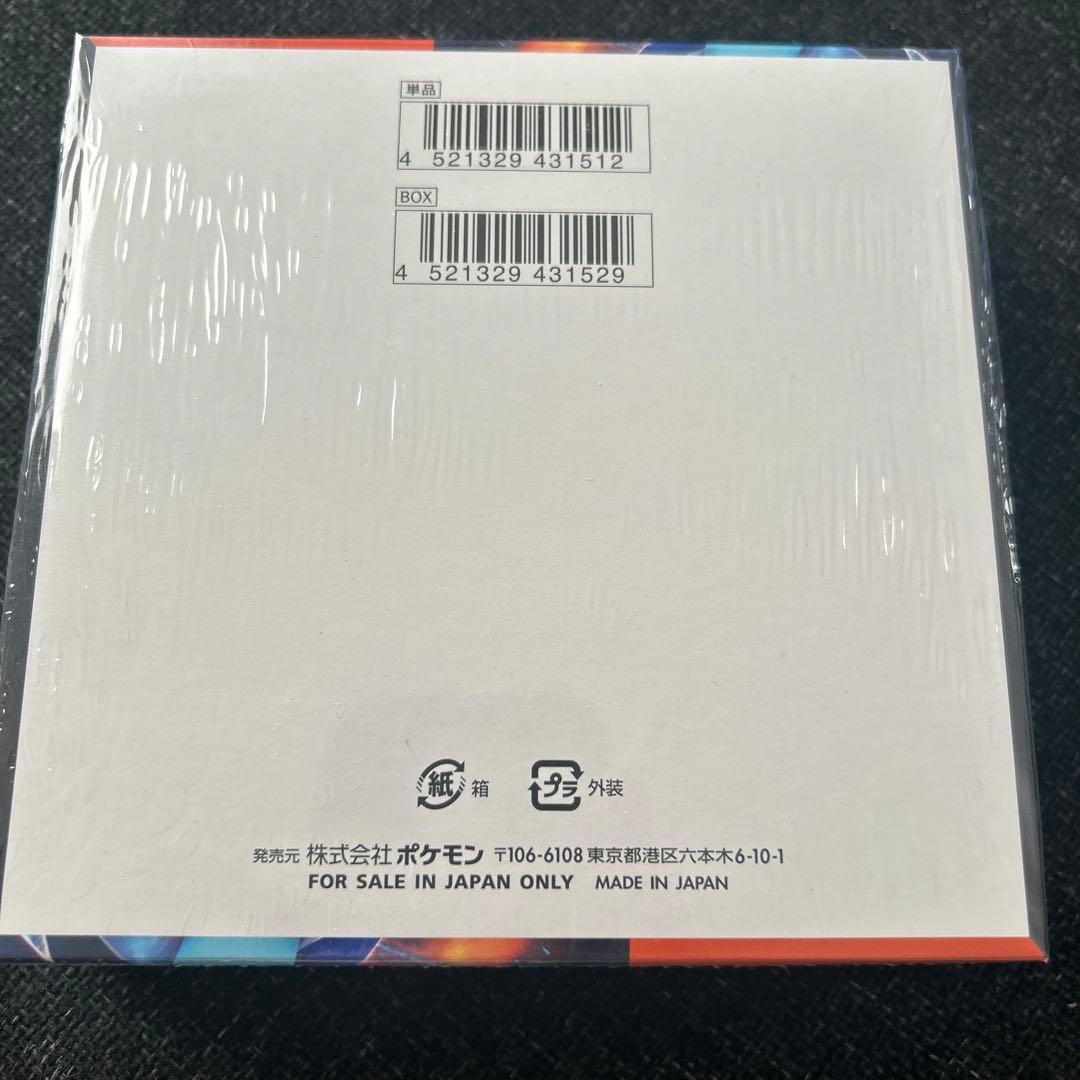 単品
4 521329 431512
BOX
4 521329 431529
紙 箱 プラ 外装
発売元 株式会社 ポケモン 〒106-6108 東京都港区六本木6-10-1
FOR SALE IN JAPAN ONLY MADE IN JAPAN